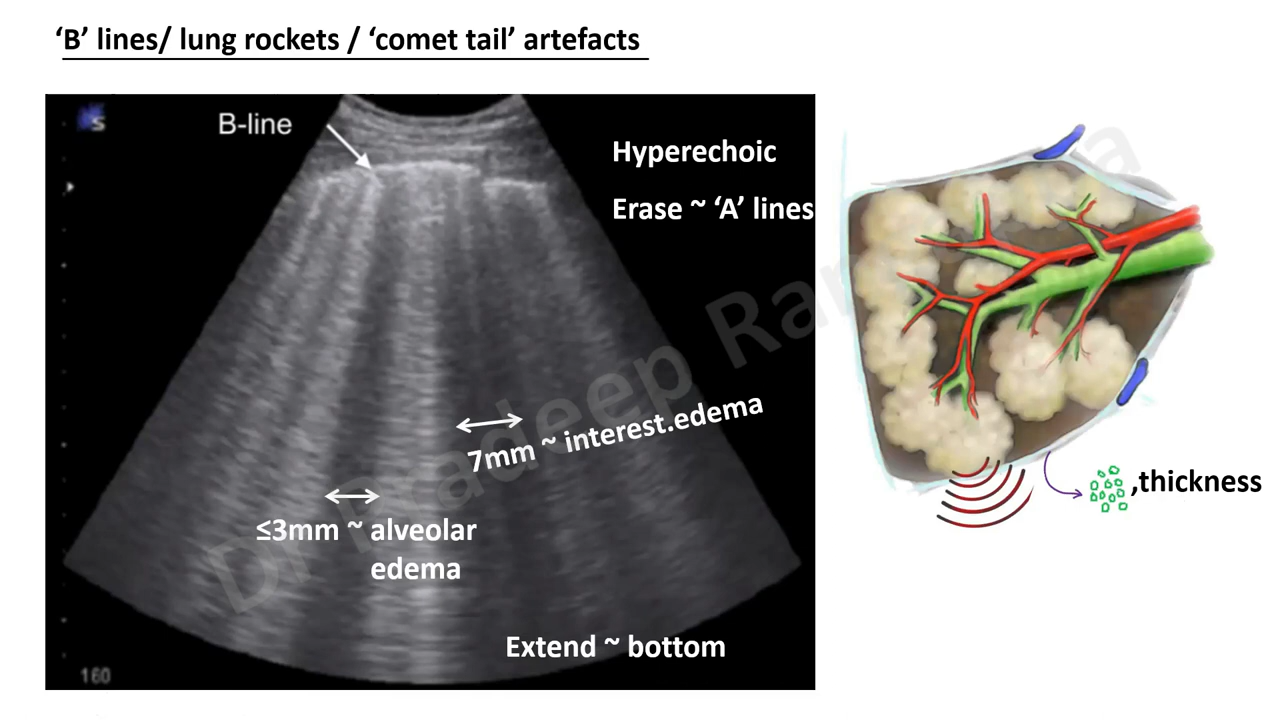 ‘B’ lines/ lung rockets / ‘comet tail’ artefacts
S
B-line
Hyperechoic
Erase ~ ‘A’ lines
7mm ~ interest.edema
≤3mm ~ alveolar
edema
Extend ~ bottom
160
,thickness